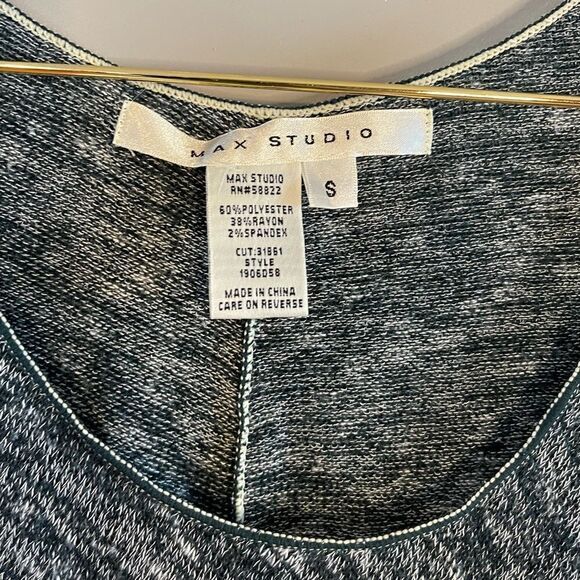 MAX STUDIO
S
MAX STUDIO
RN#58822
60%POLYESTER
38%RAYON
2%SPANDEX
CUT:31861
STYLE
1906D58
MADE IN CHINA
CARE ON REVERSE